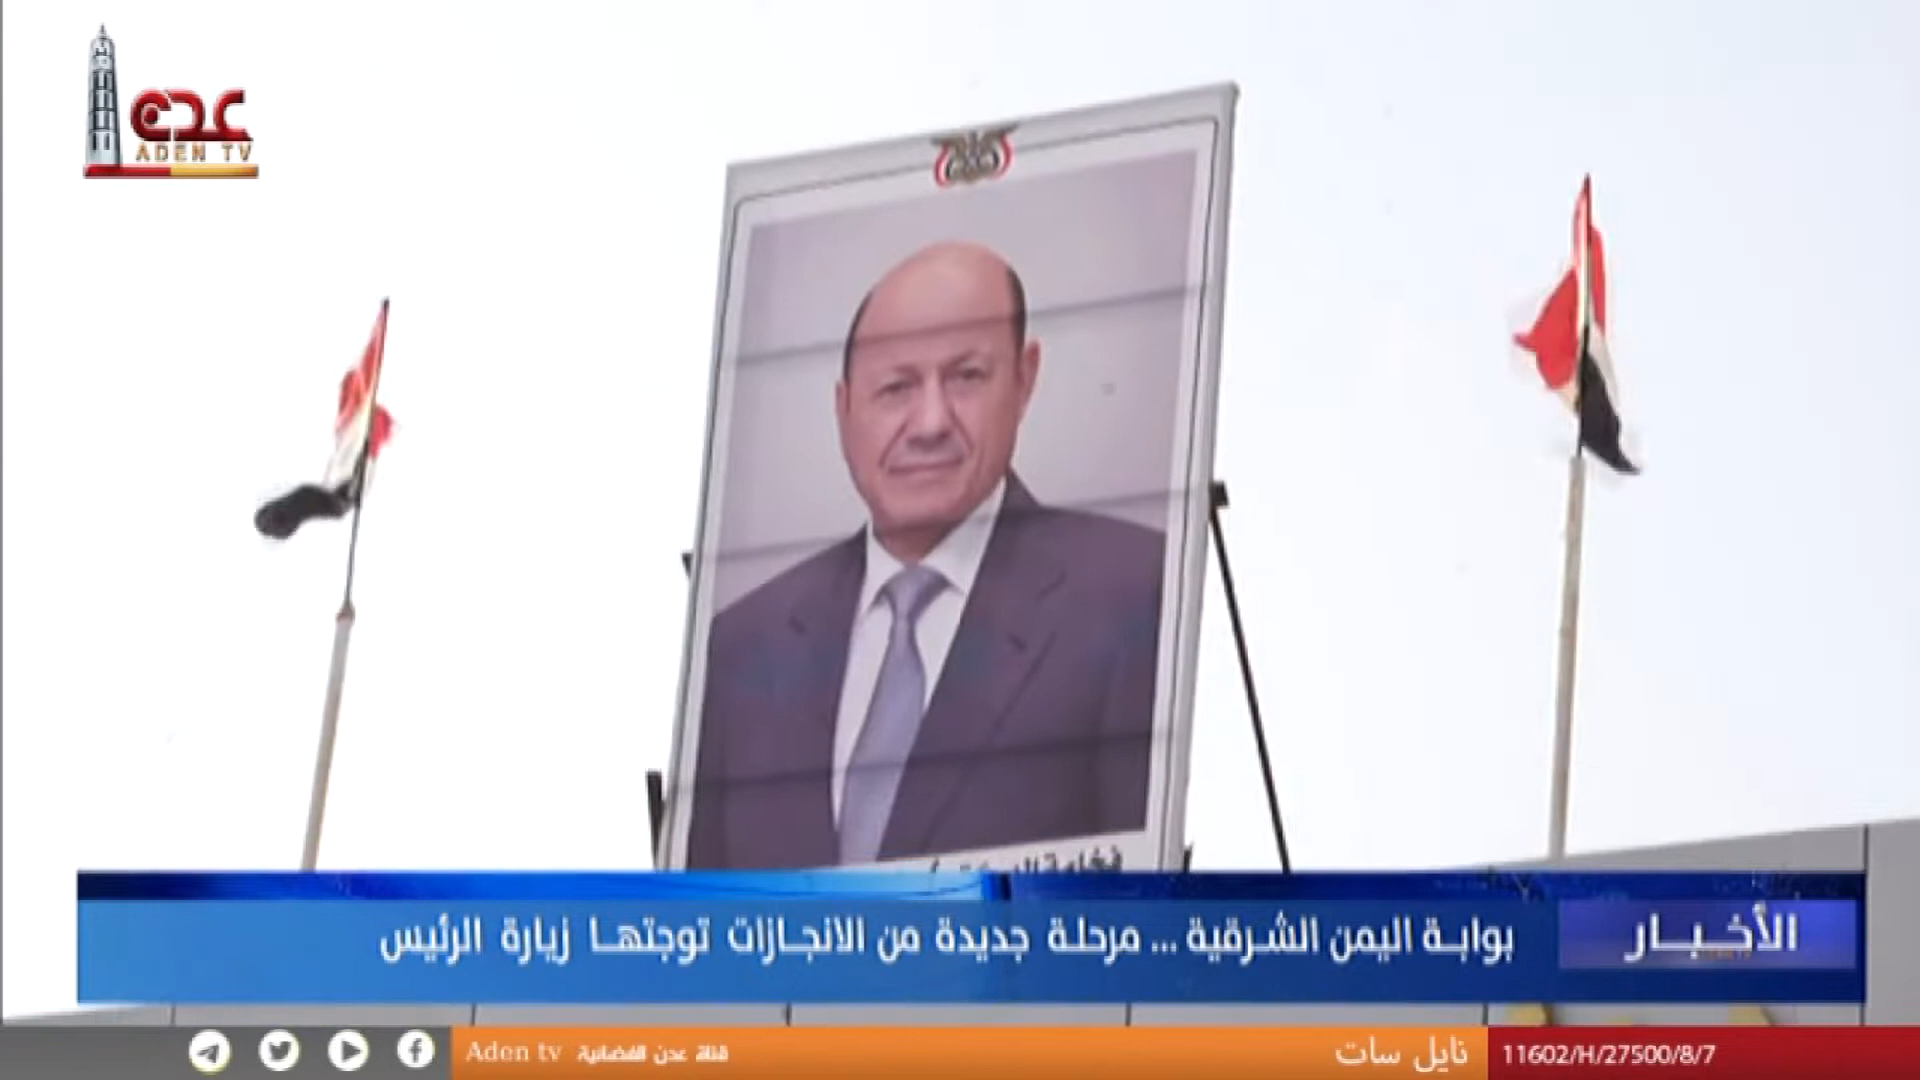 عدن
ADEN TV
فخامة
الأخبار
بوابة اليمن الشرقية ... مرحلة جديدة من الانجازات توجتها زيارة الرئيس
Aden tv قناة عدن الفضائية
نايل سات
11602/H/27500/8/7